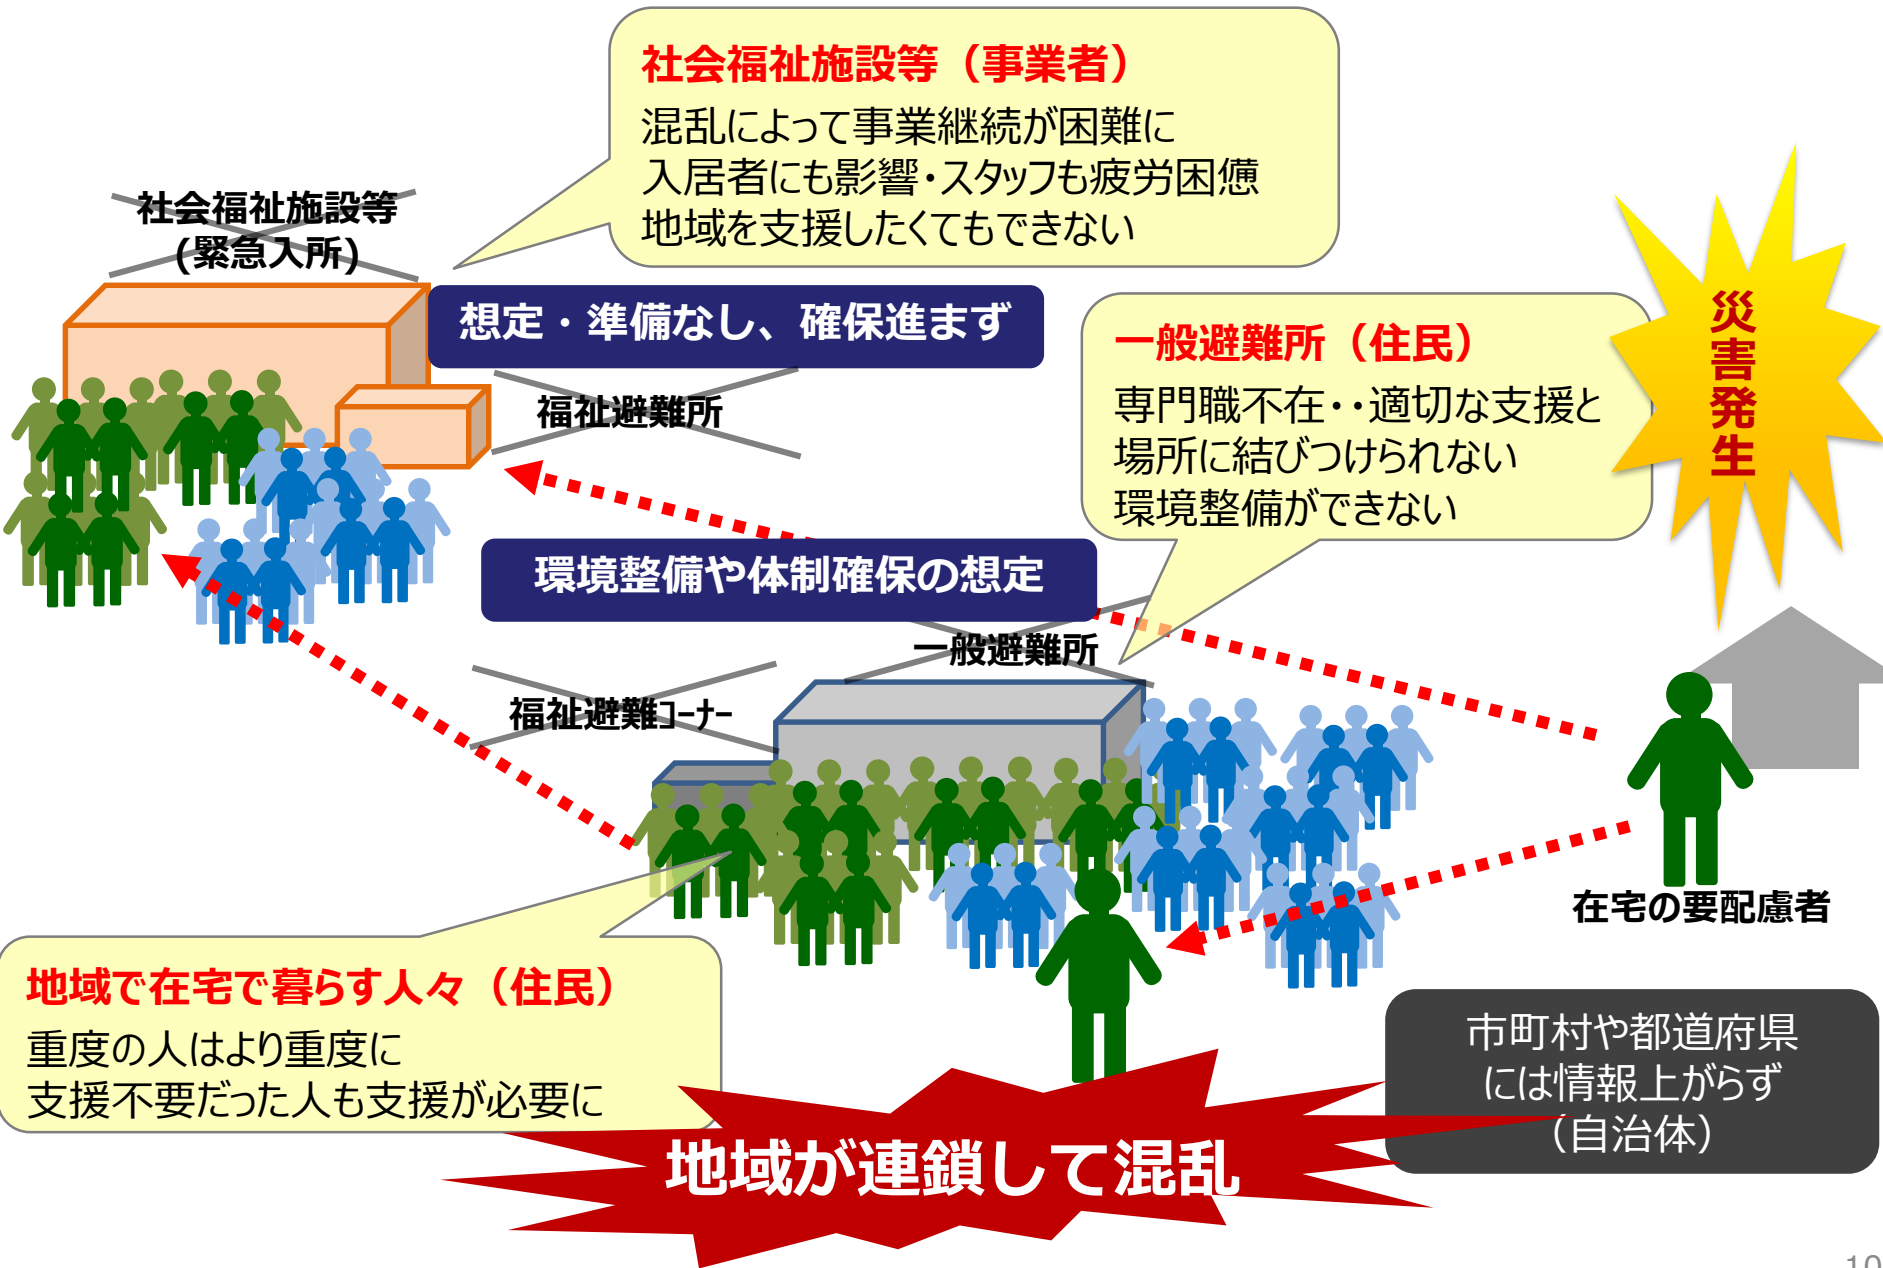 社会福祉施設等（事業者）
混乱によって事業継続が困難に
入居者にも影響・スタッフも疲労困憊
地域を支援したくてもできない
社会福祉施設等
(緊急入所)
想定・準備なし、確保進まず
福祉避難所
一般避難所（住民）
専門職不在・・適切な支援と
場所に結びつけられない
環境整備ができない
災害発生
環境整備や体制確保の想定
一般避難所
福祉避難ｺｰﾅｰ
在宅の要配慮者
地域で在宅で暮らす人々（住民）
重度の人はより重度に
支援不要だった人も支援が必要に
市町村や都道府県
には情報上がらず
（自治体）
地域が連鎖して混乱
10